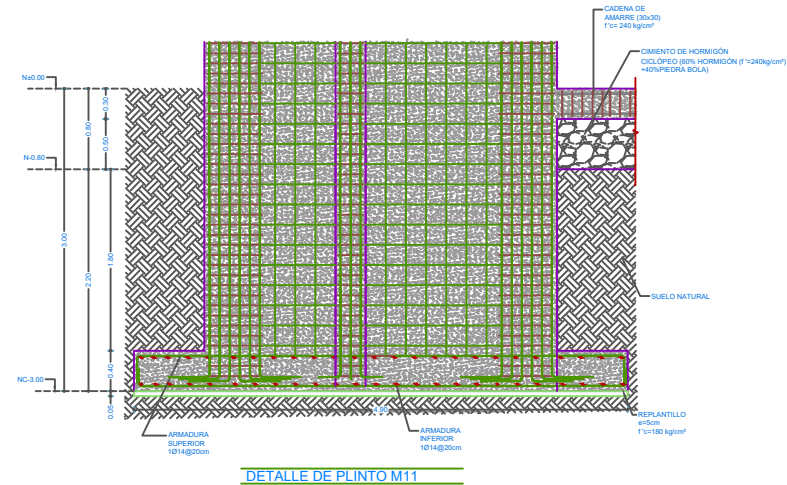 CADENA DE
AMARRE (30x30)
f 'c= 240 kg/cm²
CIMIENTO DE HORMIGÓN
CICLÓPEO (60% HORMIGÓN (f '=240kg/cm²)
+40%PIEDRA BOLA)
N±0.00
0.30
0.80
0.50
N-0.80
3.00
1.80
2.20
SUELO NATURAL
0.40
NC-3.00
0.05
4.90
REPLANTILLO
e=5cm
f 'c=180 kg/cm²
ARMADURA
SUPERIOR
1Ø14@20cm
ARMADURA
INFERIOR
1Ø14@20cm
DETALLE DE PLINTO M11